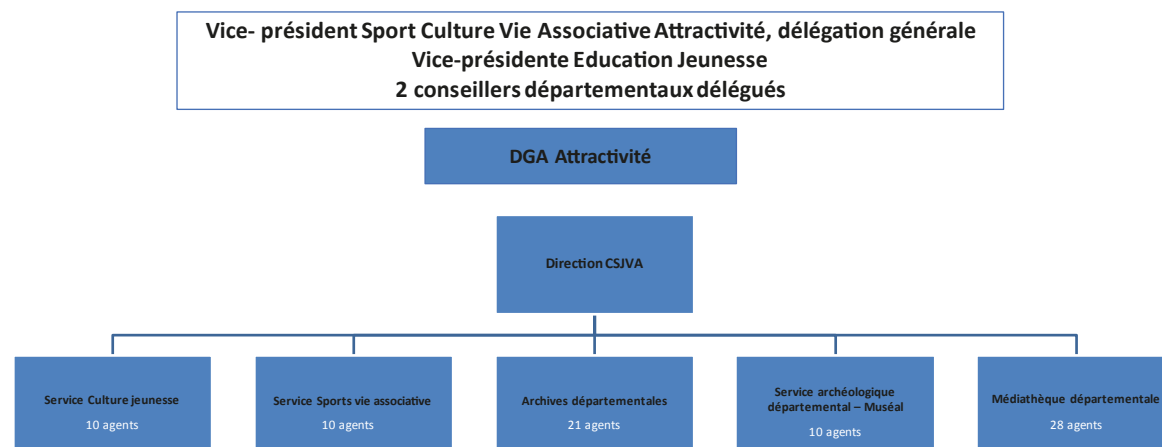 Vice- président Sport Culture Vie Associative Attractivité, délégation générale
Vice-présidente Education Jeunesse
2 conseillers départementaux délégués
DGA Attractivité
Direction CSJVA
Service Culture jeunesse
10 agents
Service Sports vie associative
10 agents
Archives départementales
21 agents
Service archéologique
départemental – Muséal
10 agents
Médiathèque départementale
28 agents